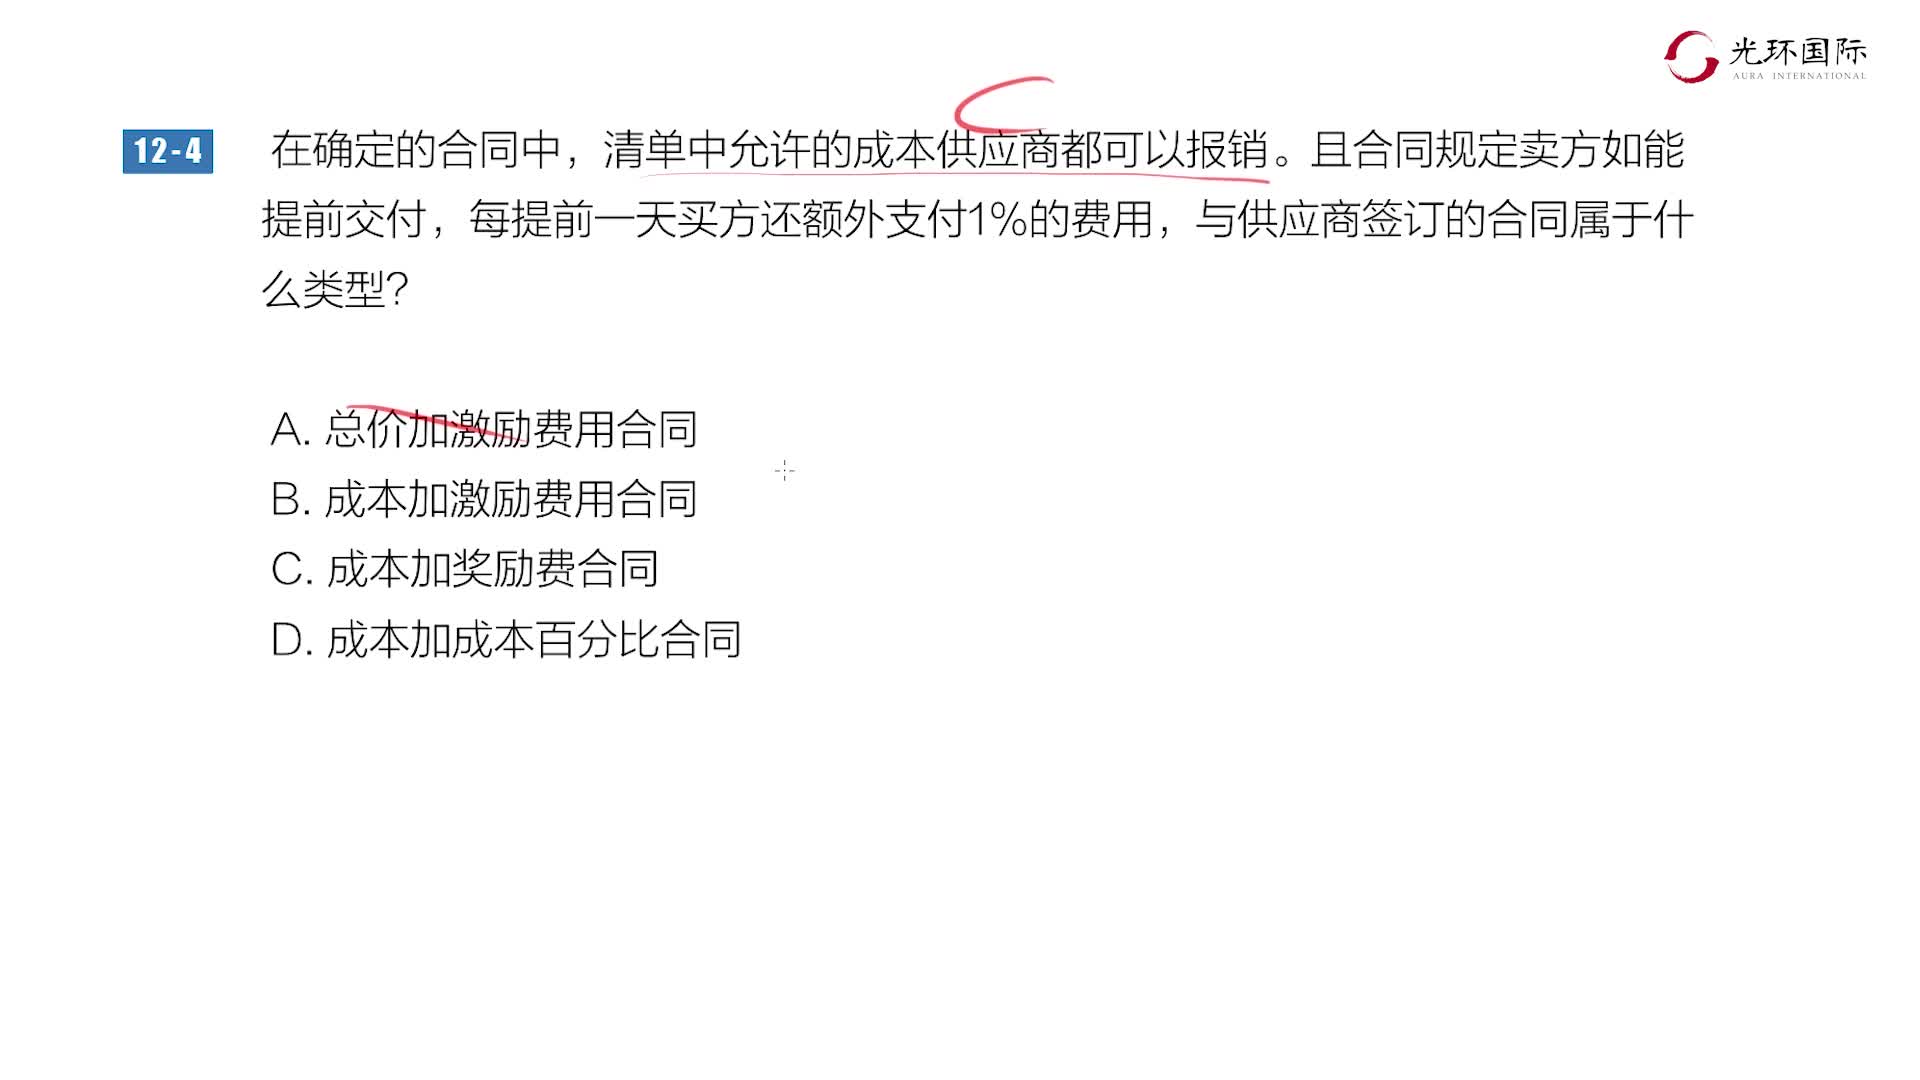 光环国际
AURA INTERNATIONAL
12-4 在确定的合同中，清单中允许的成本供应商都可以报销。且合同规定卖方如能
提前交付，每提前一天买方还额外支付1%的费用，与供应商签订的合同属于什
么类型？
A. 总价加激励费用合同
B. 成本加激励费用合同
C. 成本加奖励费合同
D. 成本加成本百分比合同